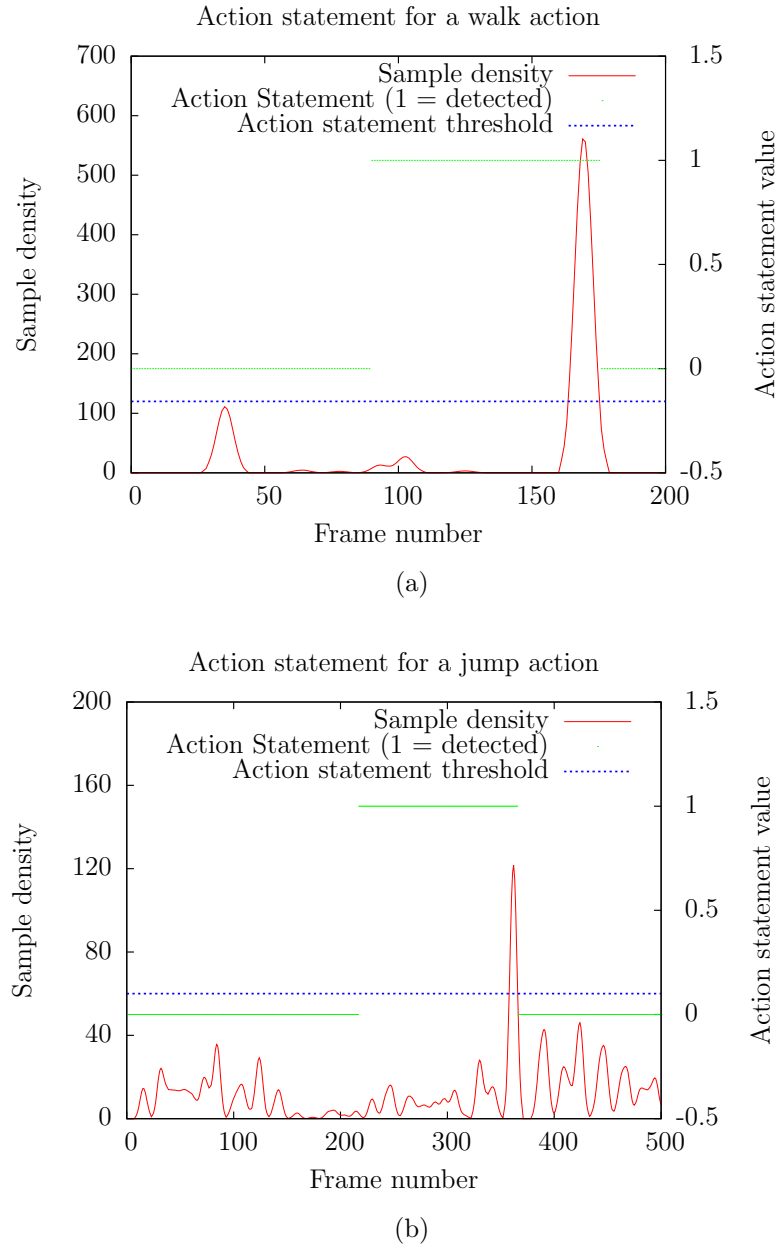 Action statement for a walk action
700
600
500
400
300
200
100
0
Sample density
1.5
1
0.5
0
-0.5
Action statement value
Sample density
Action Statement (1 = detected)
Action statement threshold
0 50 100 150 200
Frame number
(a)
Action statement for a jump action
200
160
120
80
40
0
Sample density
1.5
1
0.5
0
-0.5
Action statement value
Sample density
Action Statement (1 = detected)
Action statement threshold
0 100 200 300 400 500
Frame number
(b)